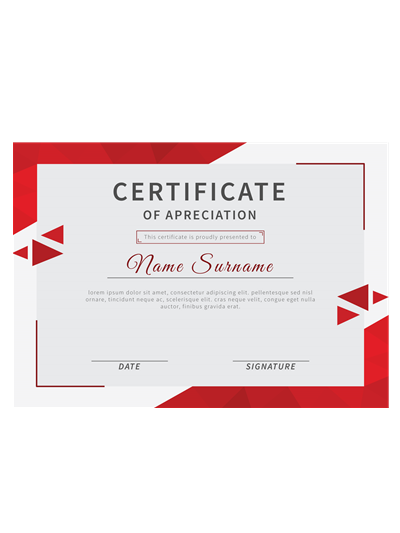 CERTIFICATE
OF APRECIATION
This certificate is proudly presented to
Name Surname
lorem ipsum dolor sit amet, consectetur adipiscing elit. pellentesque sed nisl
ornare, tincidunt neque ac, scelerisque elit. cras neque velit, congue eget euismod
auctor, finibus gravida erat.
DATE
SIGNATURE